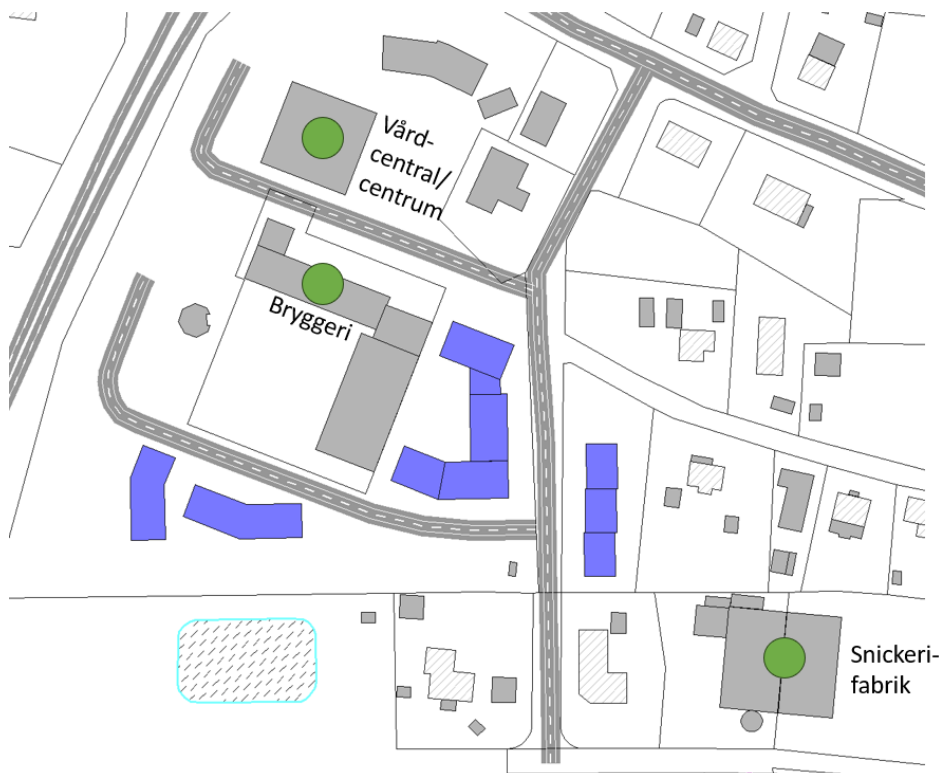 Vård-
central/
centrum
Bryggeri
Snickeri-
fabrik